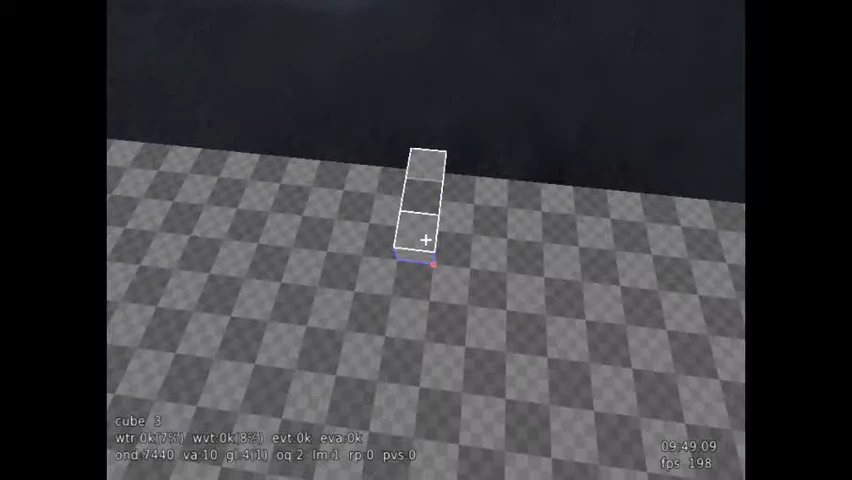 cube 3
wtr:0k(7%) wvt:0k(8%) evt:0k eva:0k
ond:7440 va:10 gl:4(1) oq:2 lm:1 rp:0 pvs:0
09:49:09
fps 198